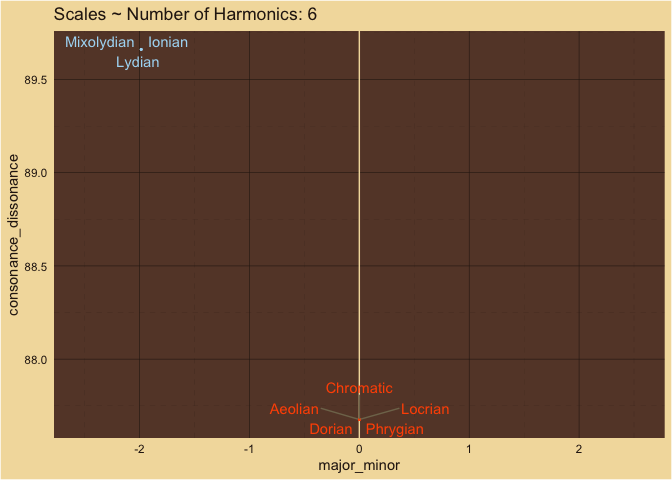 Scales ~ Number of Harmonics: 6
Mixolydian Ionian
Lydian
89.5
89.0
88.5
88.0
consonance_dissonance
Chromatic
Aeolian Locrian
Dorian Phrygian
-2 -1 0 1 2
major_minor